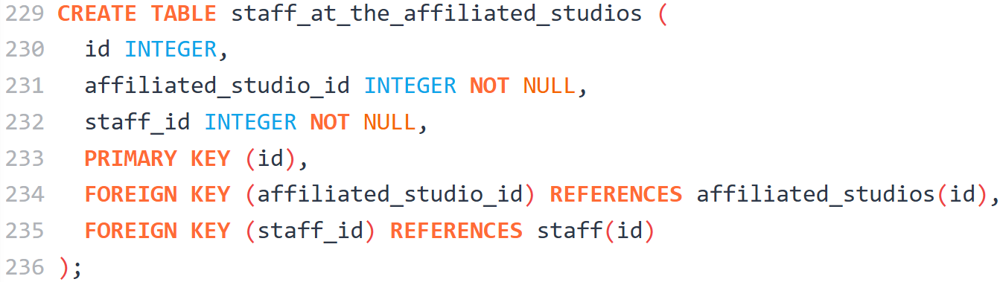 229 CREATE TABLE staff_at_the_affiliated_studios (
230 id INTEGER,
231 affiliated_studio_id INTEGER NOT NULL,
232 staff_id INTEGER NOT NULL,
233 PRIMARY KEY (id),
234 FOREIGN KEY (affiliated_studio_id) REFERENCES affiliated_studios(id),
235 FOREIGN KEY (staff_id) REFERENCES staff(id)
236 );